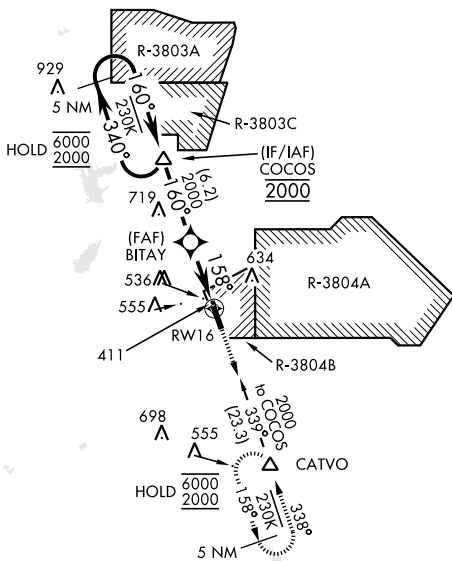 R-3803A
929
5 NM
160°
230K
340°
R-3803C
HOLD 6000
2000
(IF/IAF)
COCOS
2000
(6.2)
2000
160°
719
(FAF)
BITAY
158°
634
R-3804A
536
555
RW16
411
R-3804B
2000
to COCOS
339°
(23.3)
698
555
CATVO
HOLD 6000
2000
158°
230K
338°
5 NM